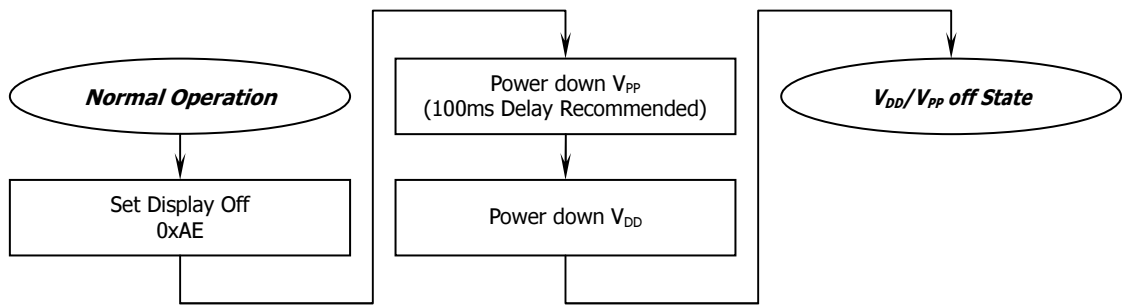 Normal Operation
Set Display Off
0xAE
Power down VPP
(100ms Delay Recommended)
Power down VDD
VDD/VPP off State